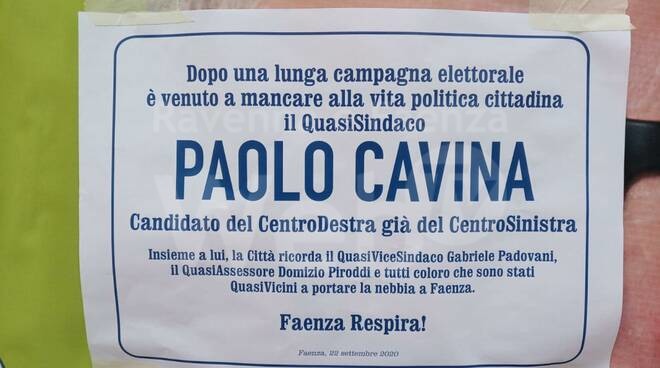 Dopo una lunga campagna elettorale
è venuto a mancare alla vita politica cittadina
il QuasiSindaco
PAOLO CAVINA
Candidato del CentroDestra già del CentroSinistra
Insieme a lui, la Città ricorda il QuasiViceSindaco Gabriele Padovani,
il QuasiAssessore Domizio Piroddi e tutti coloro che sono stati
QuasiVicini a portare la nebbia a Faenza.
Faenza Respira!
Faenza, 22 settembre 2020